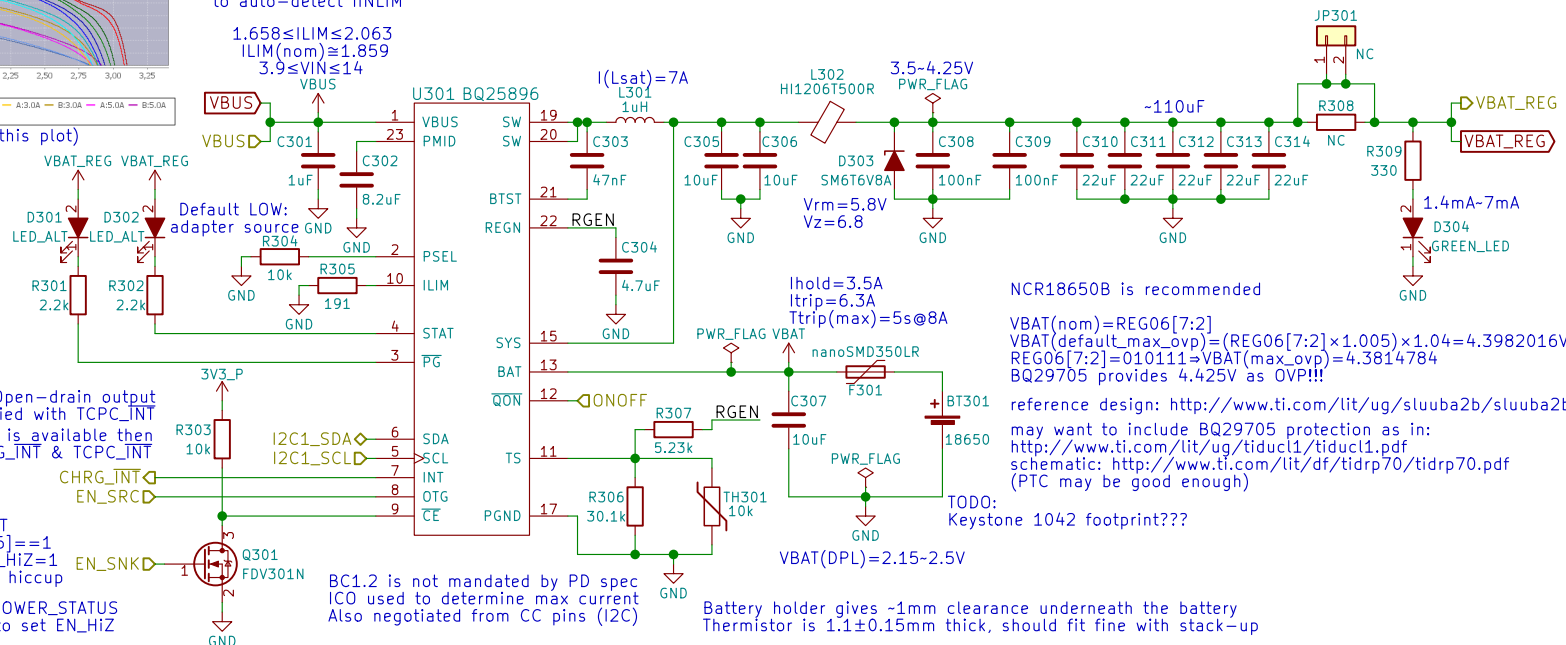 to auto-detect IINLIM
1.658≤ILIM≤2.063
ILIM(nom)≅1.859
3.9≤VIN≤14
VBUS
VBUS
VBUS
2,25 2,50 2,75 3,00 3,25
A:3.0A B:3.0A A:5.0A B:5.0A
this plot)
VBAT_REG VBAT_REG
D301
LED_ALT
2
1
D302
LED_ALT
2
1
R301
2.2k
R302
2.2k
Default LOW:
adapter source
R304
10k
GND
R305
191
GND
C301
1uF
GND
C302
8.2uF
GND
U301 BQ25896
1 VBUS
23 PMID
2 PSEL
10 ILIM
4 STAT
3 PG
6 SDA
5 SCL
7 INT
8 OTG
9 CE
SW 19
SW 20
BTST 21
REGN 22
SYS 15
BAT 13
QON 12
TS 11
PGND 17
I(Lsat)=7A
L301
1uH
C303
47nF
RGEN
C304
4.7uF
GND
C305
10uF
C306
10uF
GND
L302
HI1206T500R
3.5~4.25V
PWR_FLAG
D303
SM6T6V8A
Vrm=5.8V
Vz=6.8
C308
100nF
GND
C309
100nF
~110uF
C310
22uF
C311
22uF
C312
22uF
C313
22uF
C314
22uF
GND
JP301
NC
1 2
R308
NC
VBAT_REG
VBAT_REG
R309
330
1.4mA~7mA
2
1
D304
GREEN_LED
GND
Ihold=3.5A
Itrip=6.3A
Ttrip(max)=5s@8A
PWR_FLAG VBAT
nanoSMD350LR
F301
ONOFF
R307
5.23k
RGEN
C307
10uF
BT301
18650
+
PWR_FLAG
GND
R306
30.1k
TH301
10k
GND
VBAT(DPL)=2.15~2.5V
TODO:
Keystone 1042 footprint???
NCR18650B is recommended
VBAT(nom)=REG06[7:2]
VBAT(default_max_ovp)=(REG06[7:2]×1.005)×1.04=4.3982016V
REG06[7:2]=010111⇒VBAT(max_ovp)=4.3814784
BQ29705 provides 4.425V as OVP!!!
reference design: http://www.ti.com/lit/ug/sluuba2b/sluuba2b
may want to include BQ29705 protection as in:
http://www.ti.com/lit/ug/tiducl1/tiducl1.pdf
schematic: http://www.ti.com/lit/df/tidrp70/tidrp70.pdf
(PTC may be good enough)
3V3_P
R303
10k
Open-drain output
ied with TCPC_INT
is available then
G_INT & TCPC_INT
I2C1_SDA
I2C1_SCL
CHRG_INT
EN_SRC
EN_SNK
3
1
2
Q301
FDV301N
GND
T
5]==1
_HiZ=1
hiccup
OWER_STATUS
to set EN_HiZ
BC1.2 is not mandated by PD spec
ICO used to determine max current
Also negotiated from CC pins (I2C)
Battery holder gives ~1mm clearance underneath the battery
Thermistor is 1.1±0.15mm thick, should fit fine with stack-up